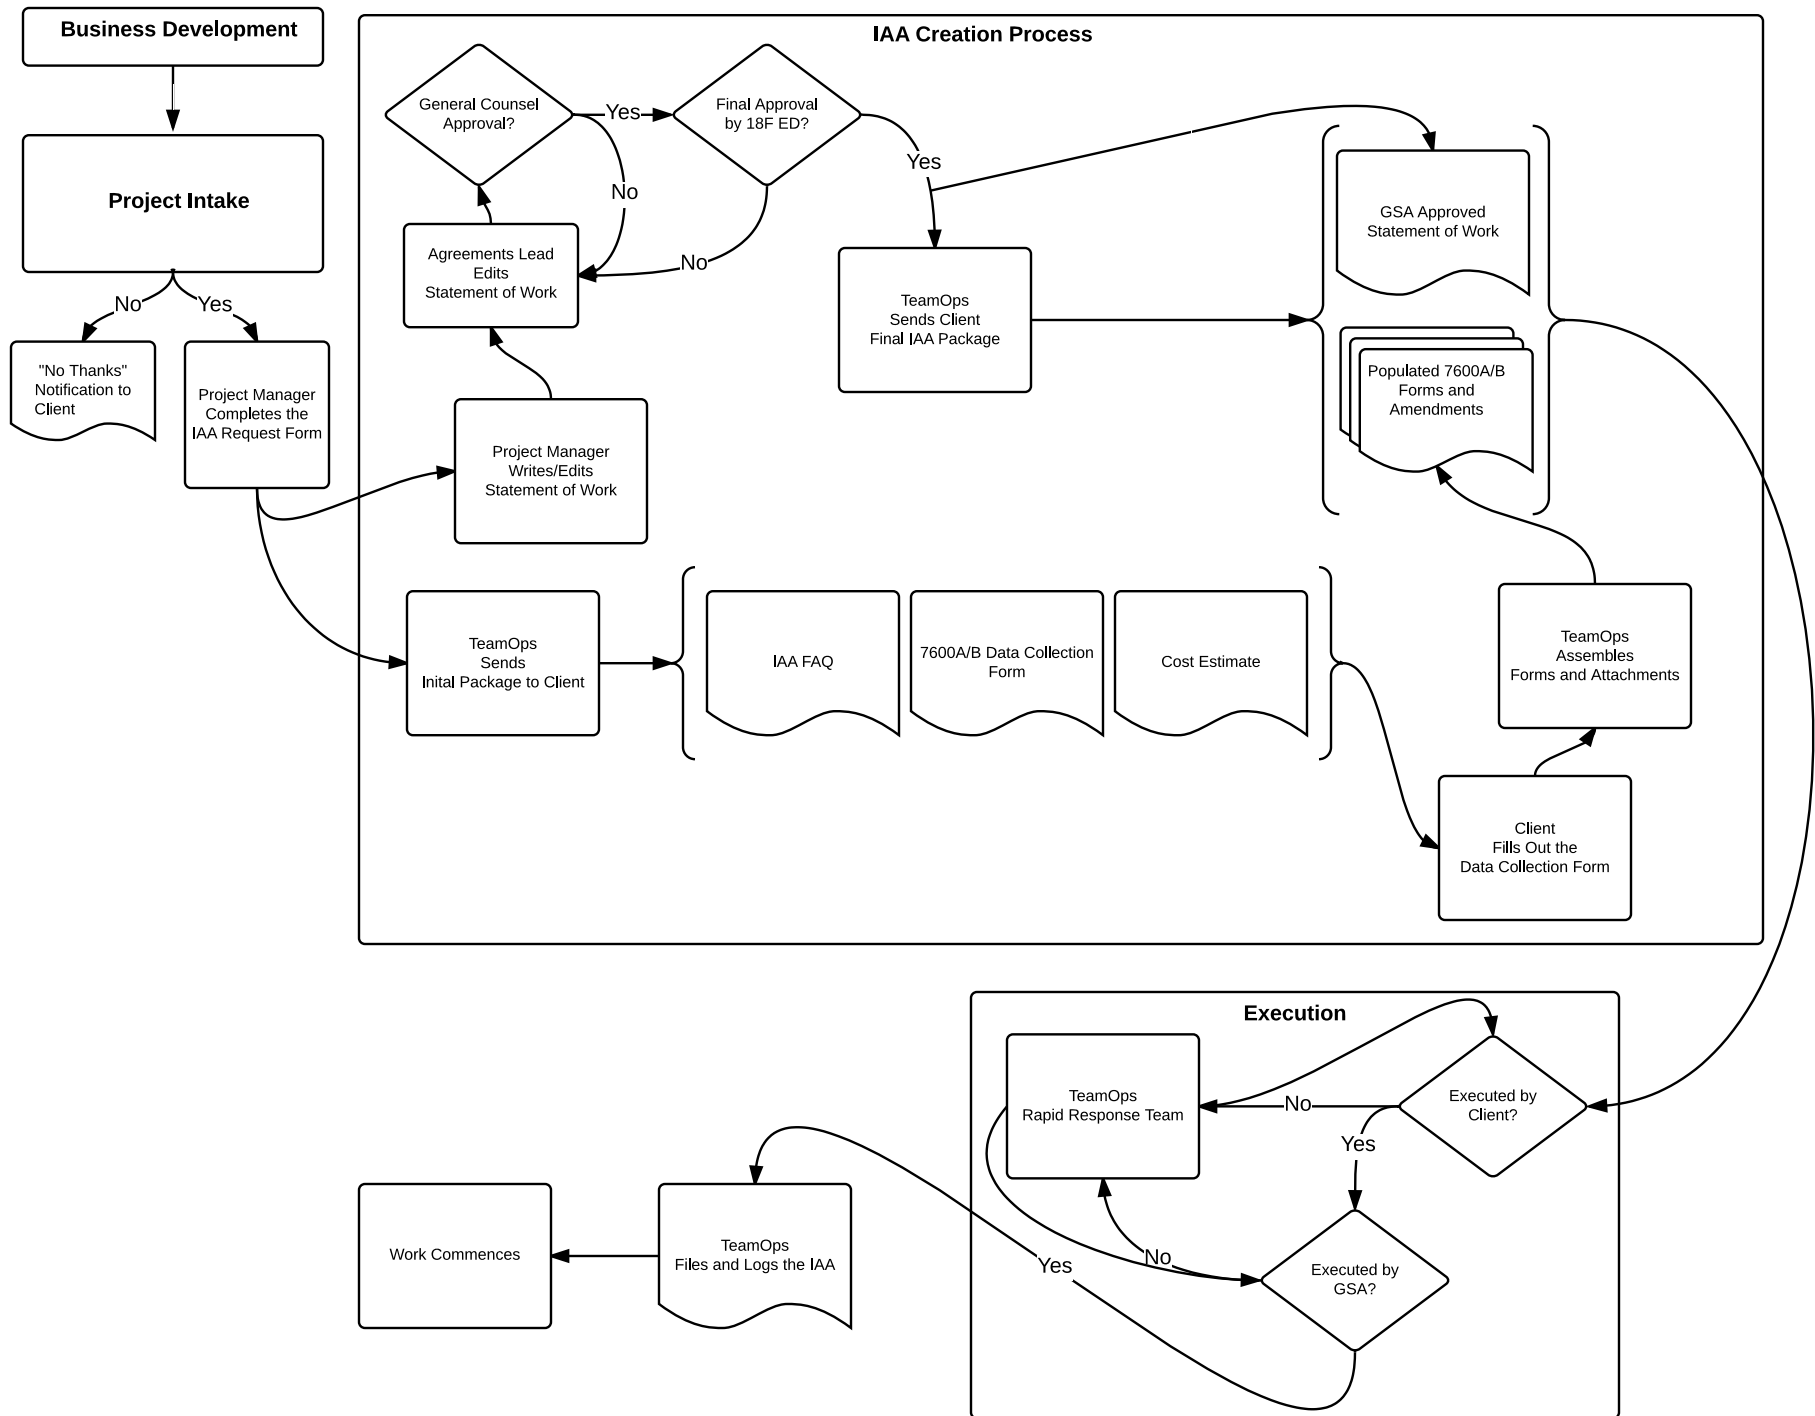 Business Development
Project Intake
No
Yes
"No Thanks"
Notification to
Client
Project Manager
Completes the
IAA Request Form
IAA Creation Process
General Counsel
Approval?
Yes
Final Approval
by 18F ED?
No
No
Yes
Agreements Lead
Edits
Statement of Work
Project Manager
Writes/Edits
Statement of Work
TeamOps
Sends Client
Final IAA Package
GSA Approved
Statement of Work
Populated 7600A/B
Forms and
Amendments
TeamOps
Sends
Inital Package to Client
IAA FAQ
7600A/B Data Collection
Form
Cost Estimate
TeamOps
Assembles
Forms and Attachments
Client
Fills Out the
Data Collection Form
Execution
TeamOps
Rapid Response Team
No
Executed by
Client?
Yes
No
Executed by
GSA?
Yes
TeamOps
Files and Logs the IAA
Work Commences